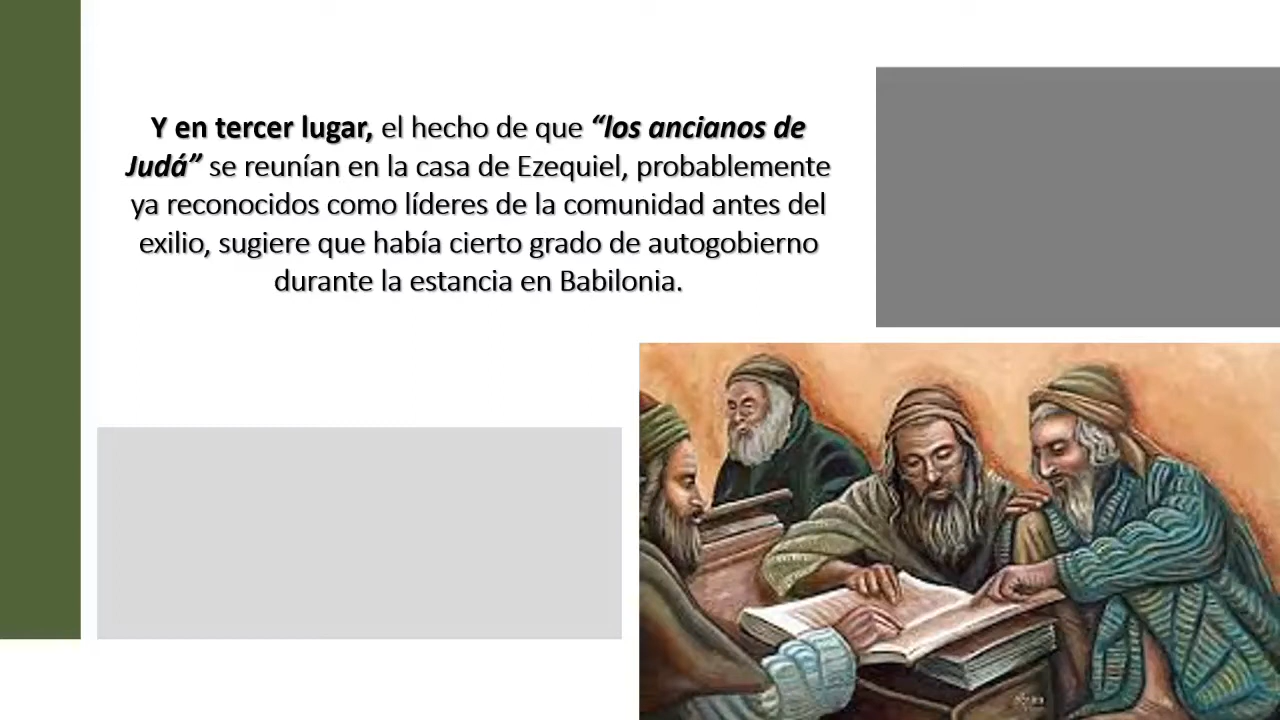 Y en tercer lugar, el hecho de que “los ancianos de
Judá” se reunían en la casa de Ezequiel, probablemente
ya reconocidos como líderes de la comunidad antes del
exilio, sugiere que había cierto grado de autogobierno
durante la estancia en Babilonia.